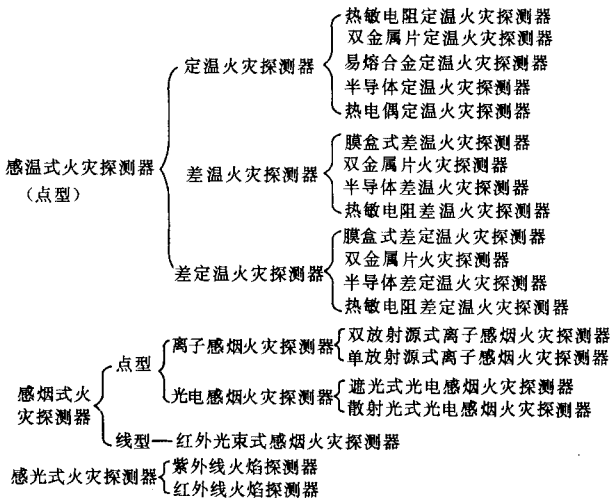 热敏电阻定温火灾探测器
双金属片定温火灾探测器
定温火灾探测器
易熔合金定温火灾探测器
半导体定温火灾探测器
热电偶定温火灾探测器
膜盒式差温火灾探测器
双金属片火灾探测器
感温式火灾探测器
差温火灾探测器
半导体差温火灾探测器
(点型)
热敏电阻差温火灾探测器
膜盒式差定温火灾探测器
双金属片火灾探测器
差定温火灾探测器
半导体差定温火灾探测器
热敏电阻差定温火灾探测器
双放射源式离子感烟火灾探测器
离子感烟火灾探测器
单放射源式离子感烟火灾探测器
点型
遮光式光电感烟火灾探测器
感烟式火
光电感烟火灾探测器
灾探测器
散射光式光电感烟火灾探测器
线型—红外光束式感烟火灾探测器
紫外线火焰探测器
感光式火灾探测器
红外线火焰探测器